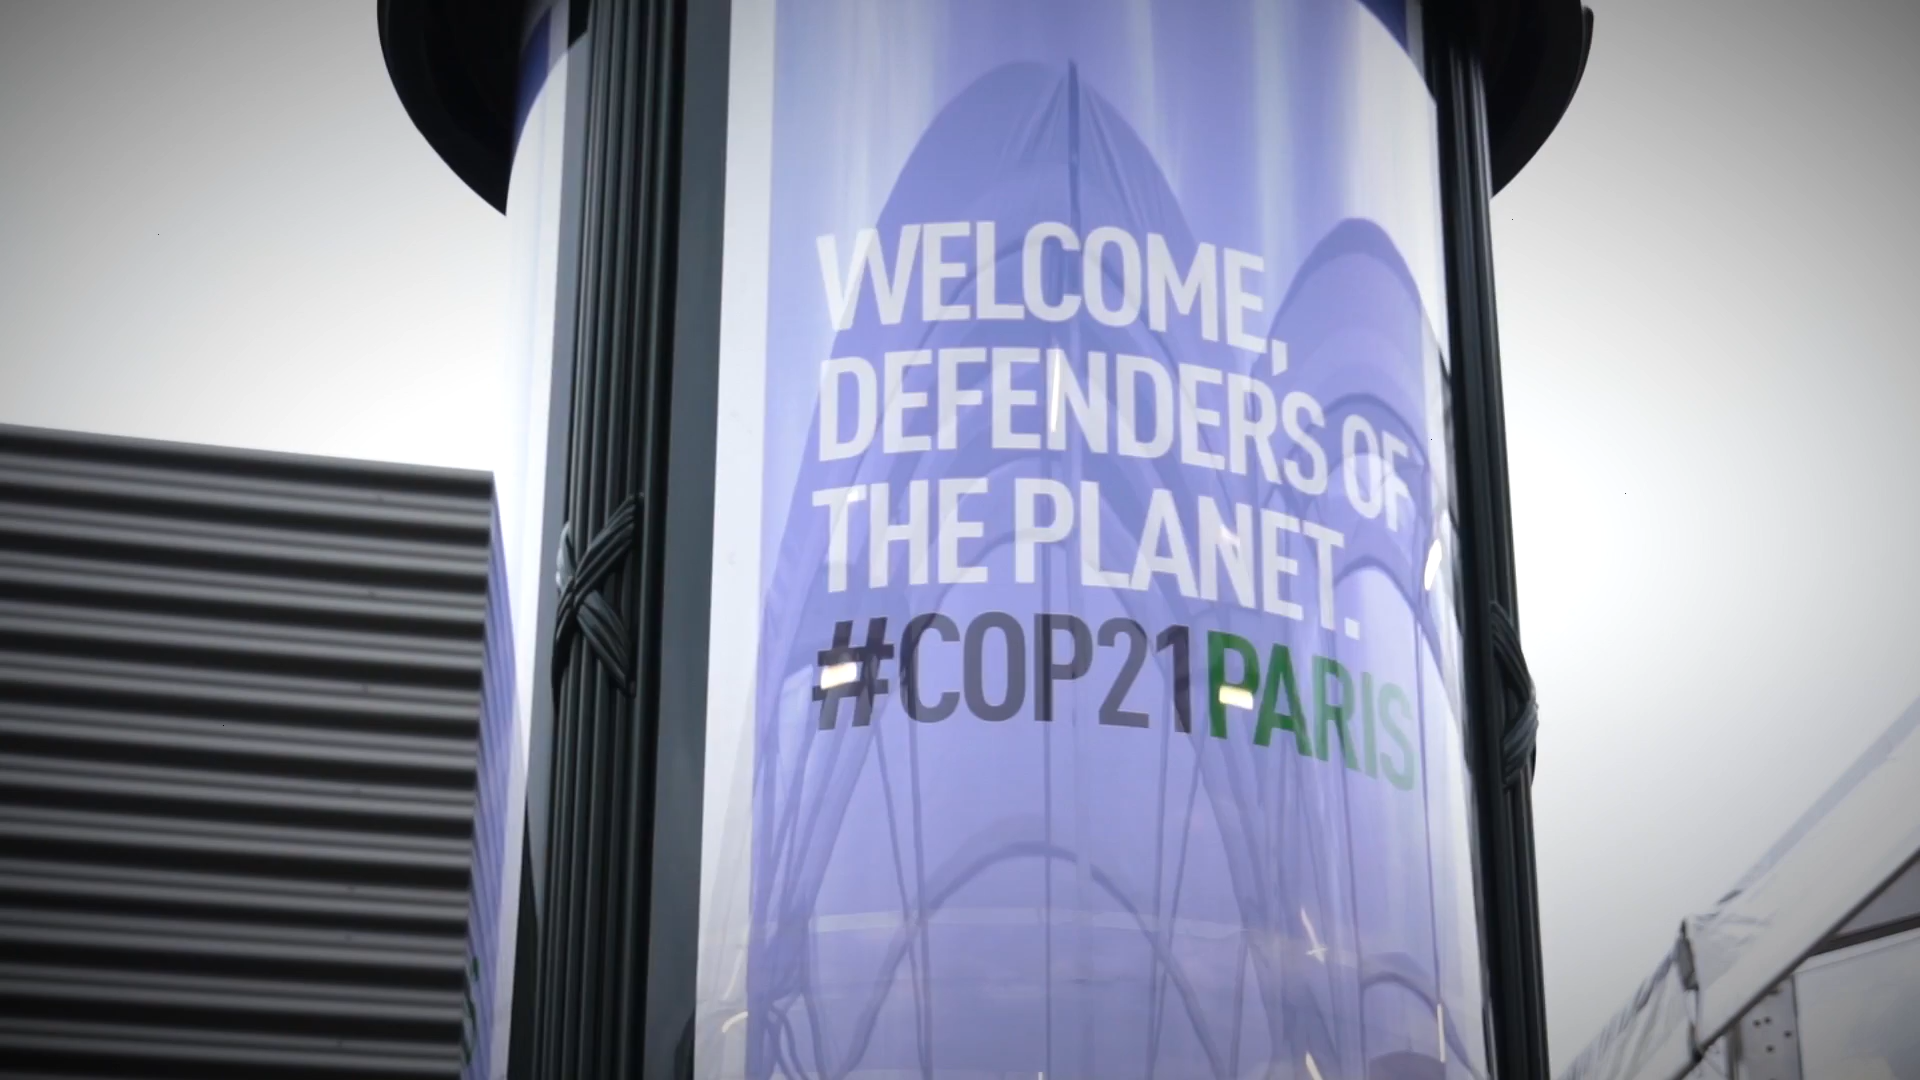 WELCOME,
DEFENDERS OF
THE PLANET.
#COP21PARIS